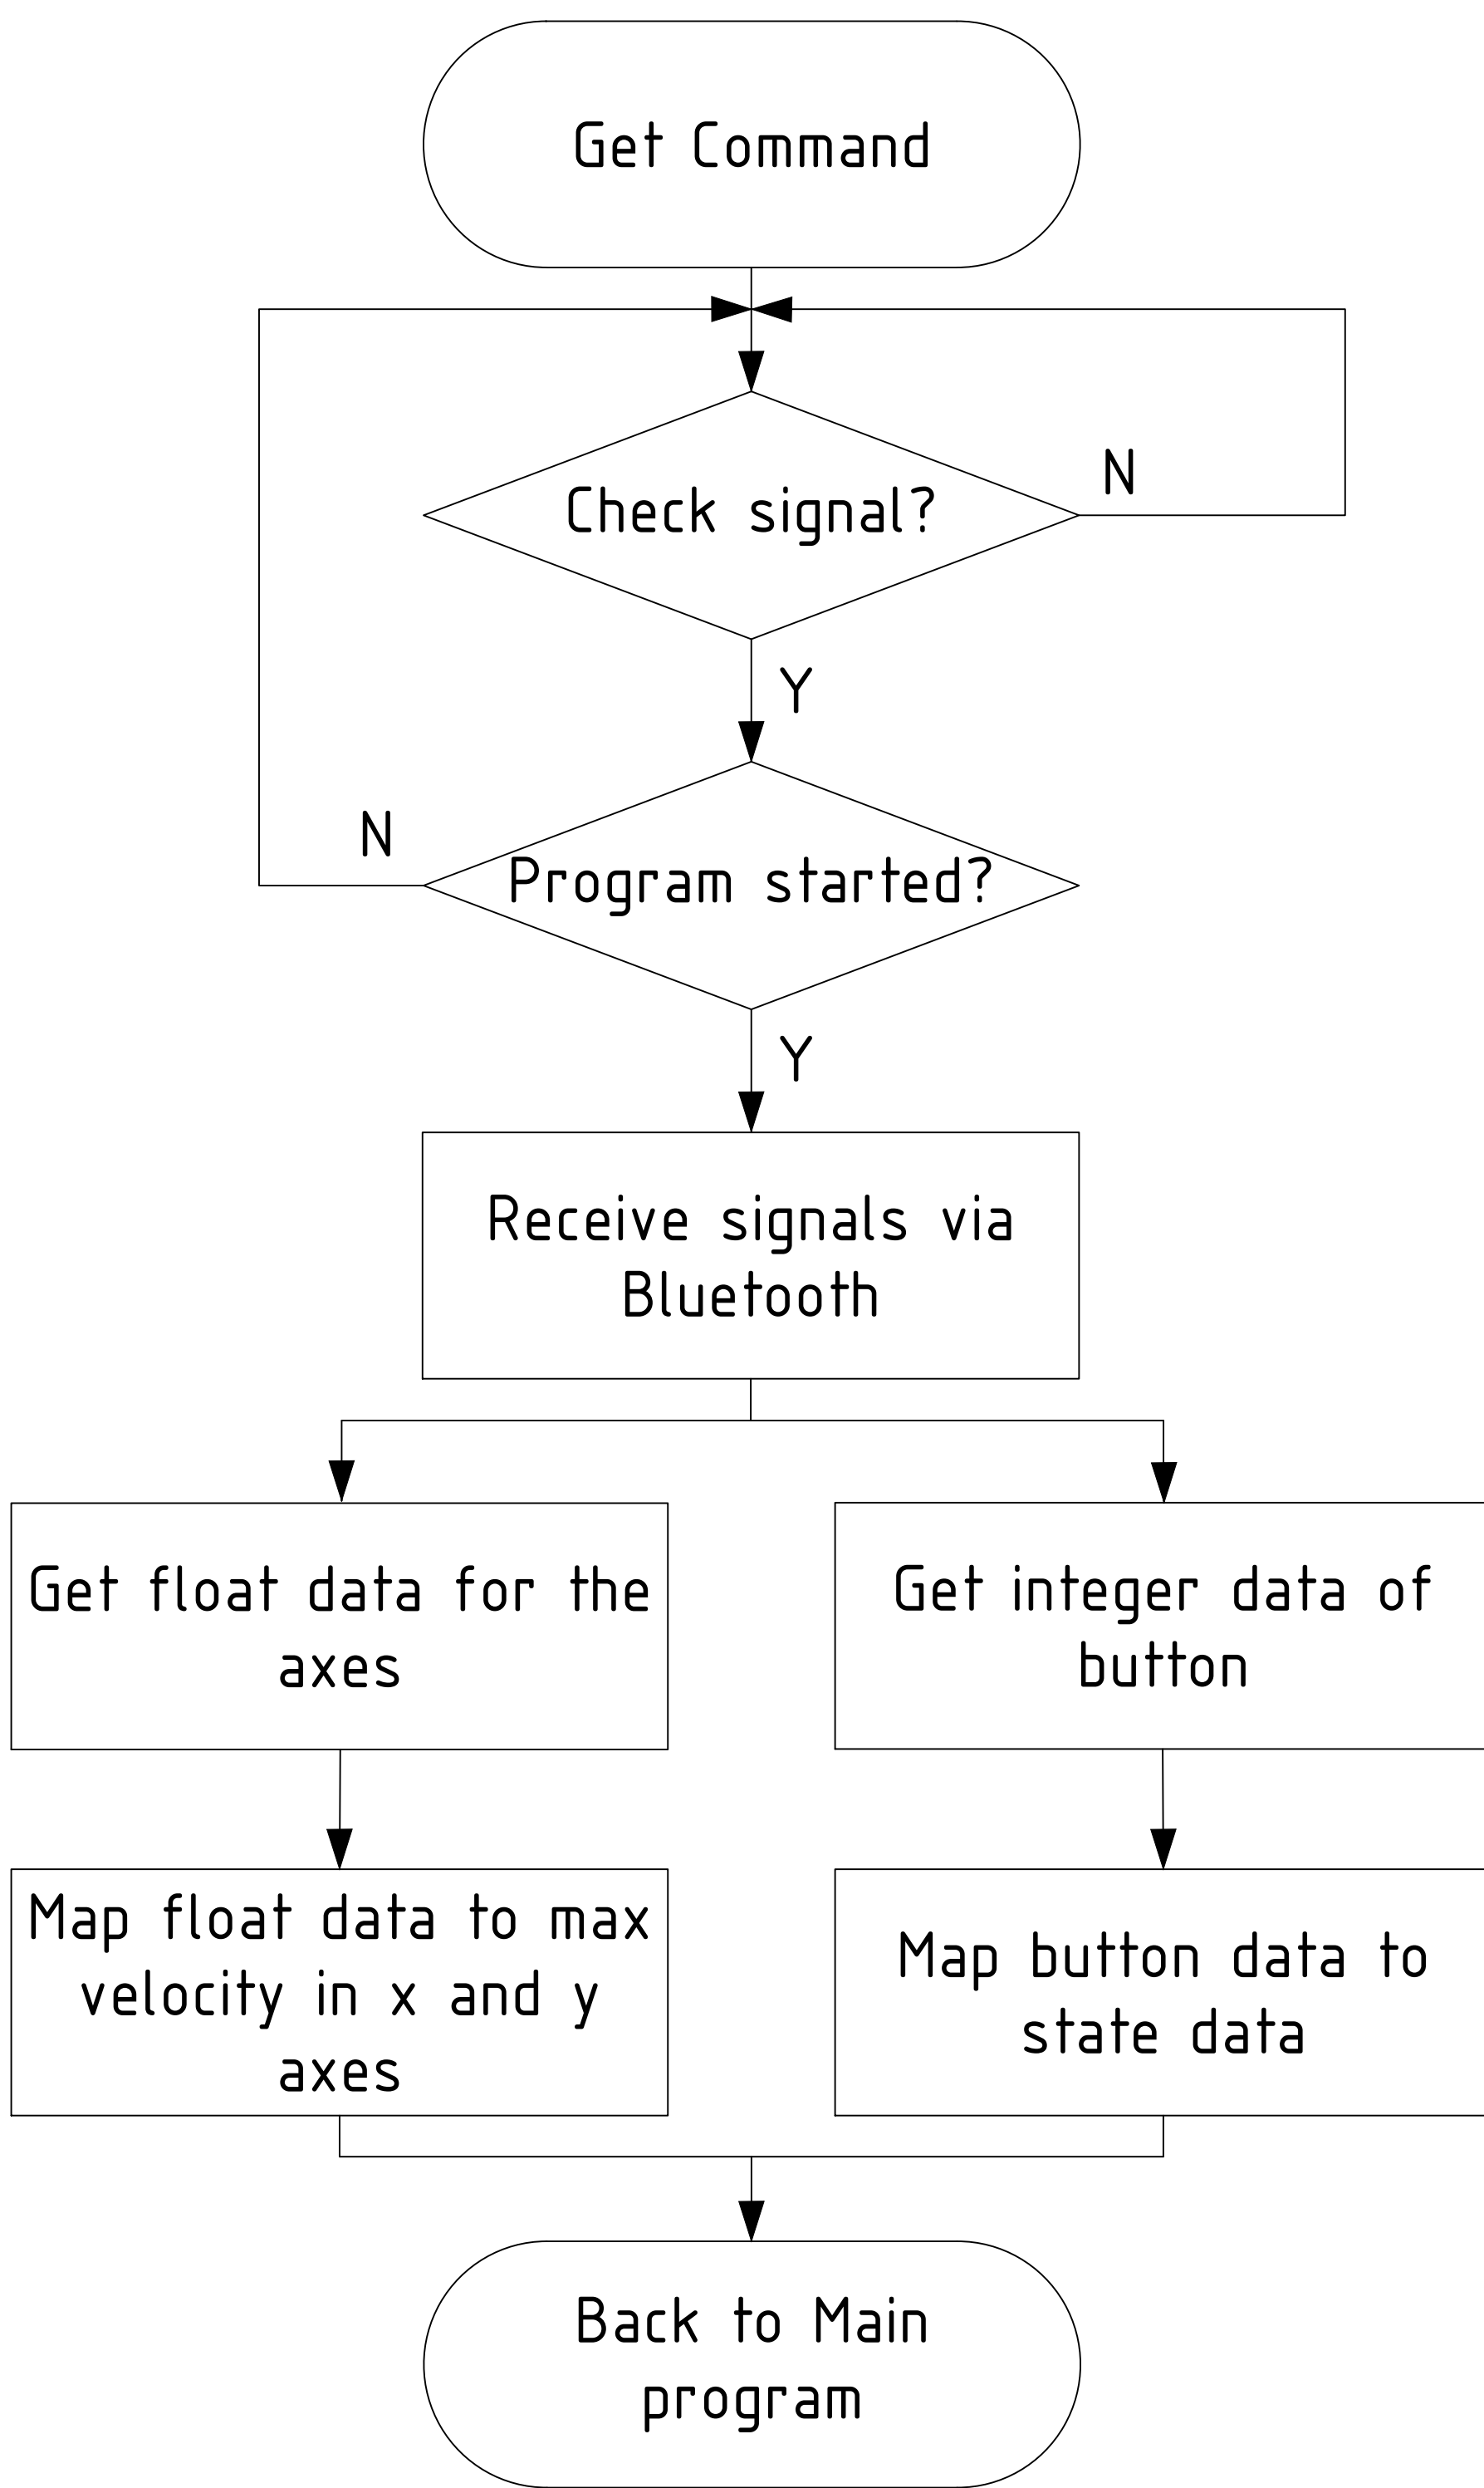 Get Command
Check signal?
N
Y
N
Program started?
Y
Receive signals via
Bluetooth
Get float data for the
axes
Get integer data of
button
Map float data to max
velocity in x and y
axes
Map button data to
state data
Back to Main
program